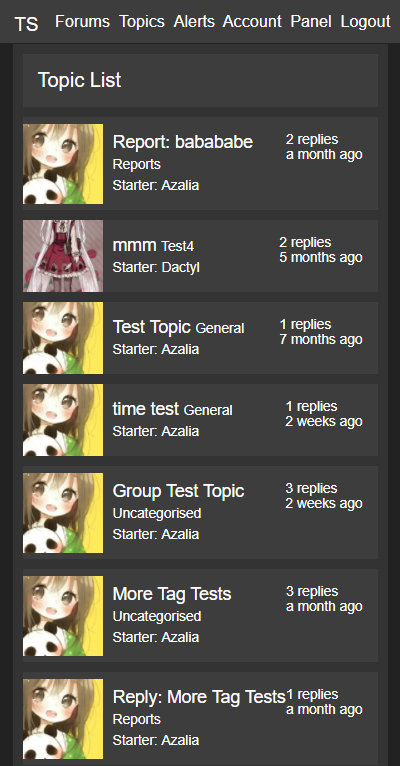 TS Forums Topics Alerts Account Panel Logout
Topic List
Report: babababe 2 replies
Reports a month ago
Starter: Azalia
mmm Test4 2 replies
Starter: Dactyl 5 months ago
Test Topic General 1 replies
Starter: Azalia 7 months ago
time test General 1 replies
Starter: Azalia 2 weeks ago
Group Test Topic 3 replies
Uncategorised 2 weeks ago
Starter: Azalia
More Tag Tests 3 replies
Uncategorised a month ago
Starter: Azalia
Reply: More Tag Tests 1 replies
Reports a month ago
Starter: Azalia